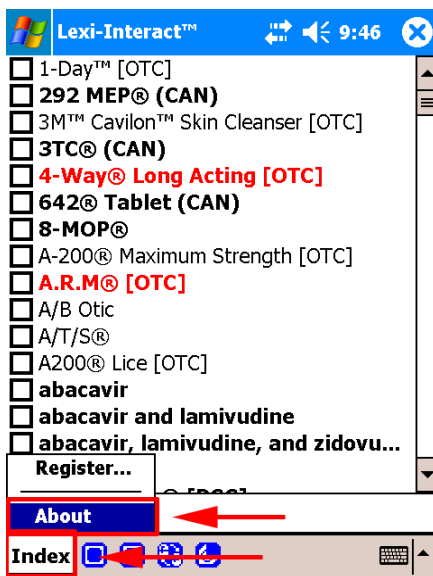 Lexi-Interact™ 9:46
1-Day™ [OTC]
292 MEP® (CAN)
3M™ Cavilon™ Skin Cleanser [OTC]
3TC® (CAN)
4-Way® Long Acting [OTC]
642® Tablet (CAN)
8-MOP®
A-200® Maximum Strength [OTC]
A.R.M® [OTC]
A/B Otic
A/T/S®
A200® Lice [OTC]
abacavir
abacavir and lamivudine
abacavir, lamivudine, and zidovu...
Register...
About
Index